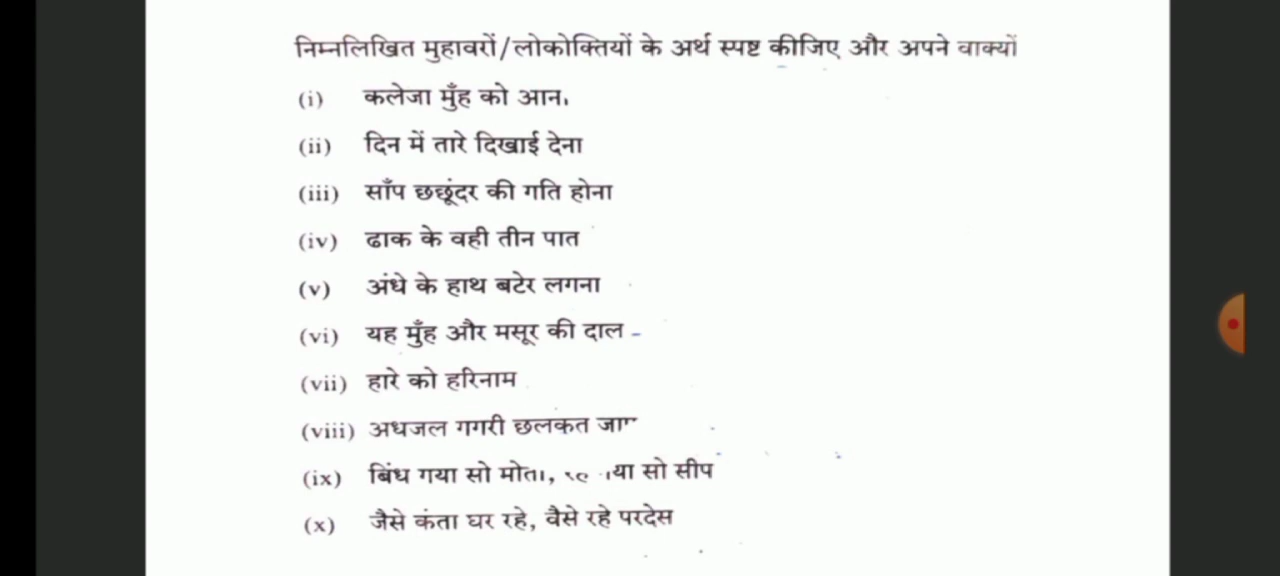 निम्नलिखित मुहावरों/लोकोक्तियों के अर्थ स्पष्ट कीजिए और अपने वाक्यों
(i) कलेजा मुँह को आन
(ii) दिन में तारे दिखाई देना
(iii) साँप छछूंदर की गति होना
(iv) ढाक के वही तीन पात
(v) अंधे के हाथ बटेर लगना
(vi) यह मुँह और मसूर की दाल -
(vii) हारे को हरिनाम
(viii) अधजल गगरी छलकत
(ix) बिंध गया सो सो सीप
(x) जैसे कंता घर रहे, वैसे रहे परदेस